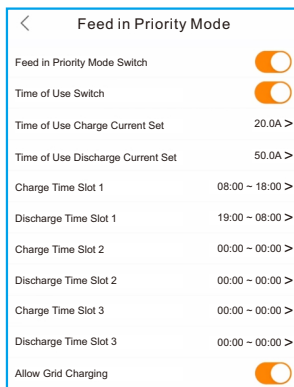 Feed in Priority Mode
Feed in Priority Mode Switch
Time of Use Switch
Time of Use Charge Current Set 20.0A >
Time of Use Discharge Current Set 50.0A >
Charge Time Slot 1 08:00 ~ 18:00 >
Discharge Time Slot 1 19:00 ~ 08:00 >
Charge Time Slot 2 00:00 ~ 00:00 >
Discharge Time Slot 2 00:00 ~ 00:00 >
Charge Time Slot 3 00:00 ~ 00:00 >
Discharge Time Slot 3 00:00 ~ 00:00 >
Allow Grid Charging